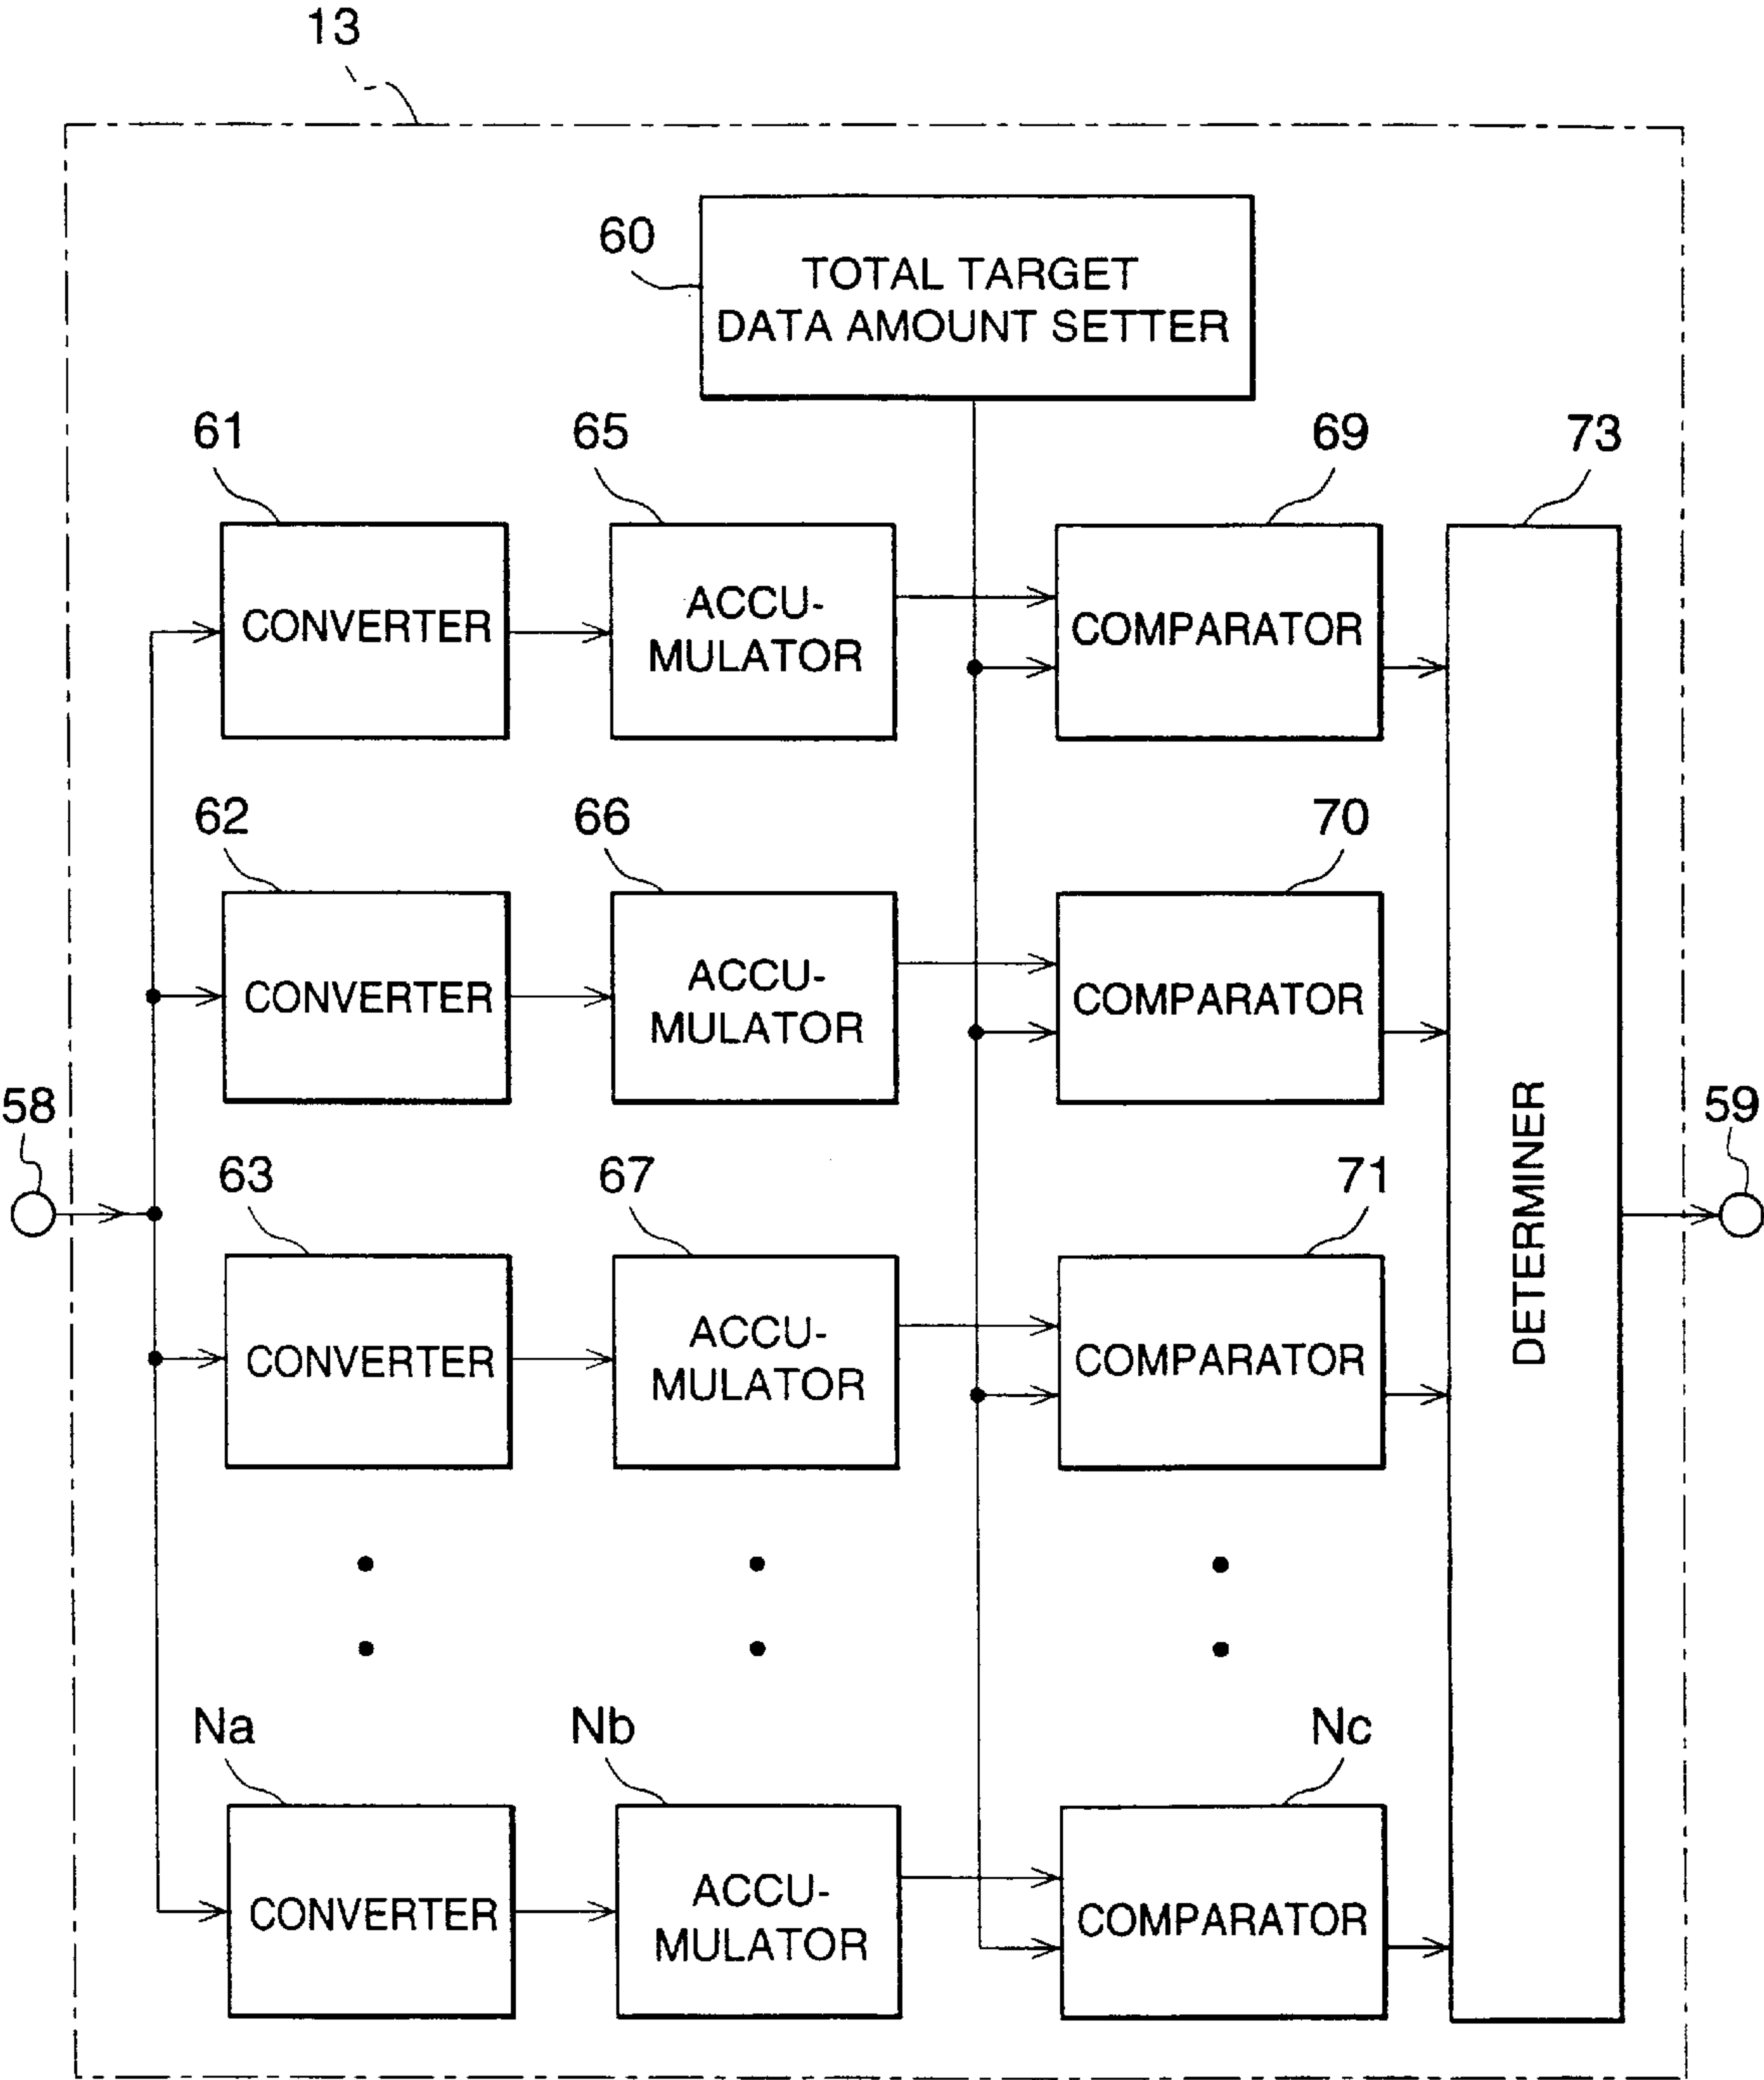 13
60
TOTAL TARGET
DATA AMOUNT SETTER
61
65
69
73
CONVERTER
ACCU-
MULATOR
COMPARATOR
62
66
70
CONVERTER
ACCU-
MULATOR
COMPARATOR
58
59
DETERMINER
63
67
71
CONVERTER
ACCU-
MULATOR
COMPARATOR
Na
Nb
Nc
CONVERTER
ACCU-
MULATOR
COMPARATOR